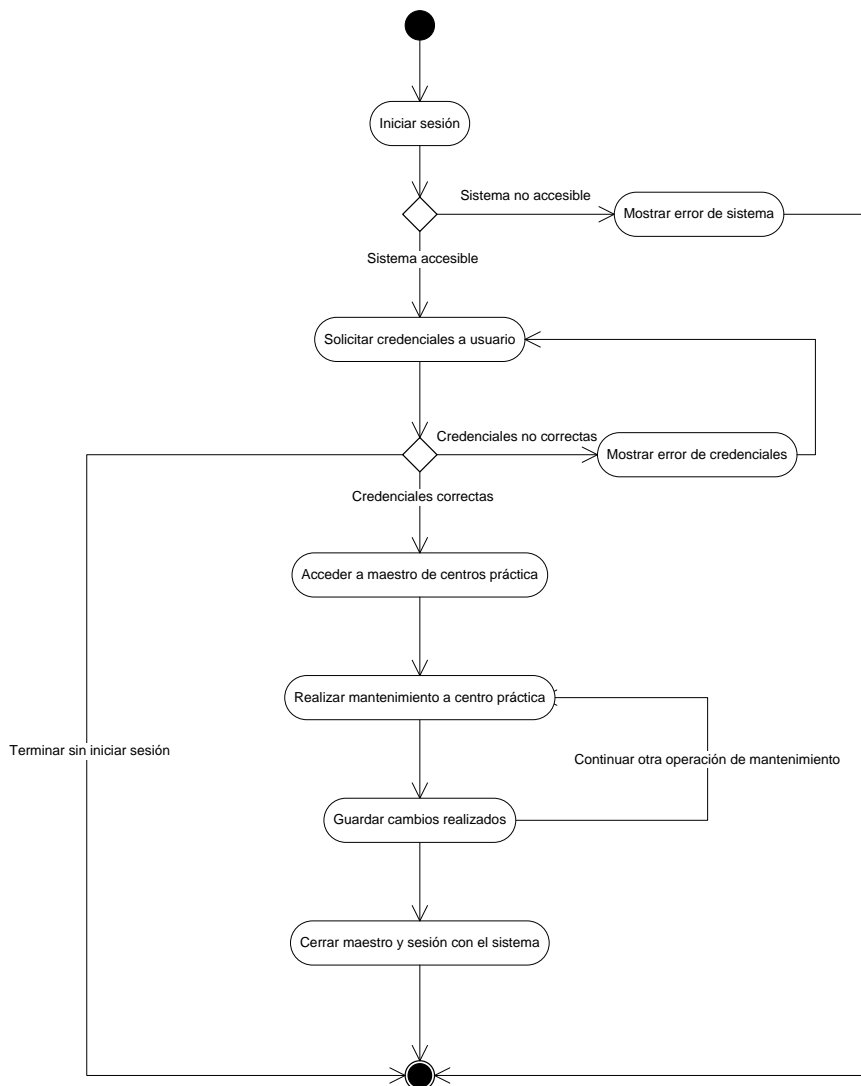 Iniciar sesión
Sistema no accesible
Mostrar error de sistema
Sistema accesible
Solicitar credenciales a usuario
Credenciales no correctas
Mostrar error de credenciales
Credenciales correctas
Acceder a maestro de centros práctica
Realizar mantenimiento a centro práctica
Terminar sin iniciar sesión
Continuar otra operación de mantenimiento
Guardar cambios realizados
Cerrar maestro y sesión con el sistema